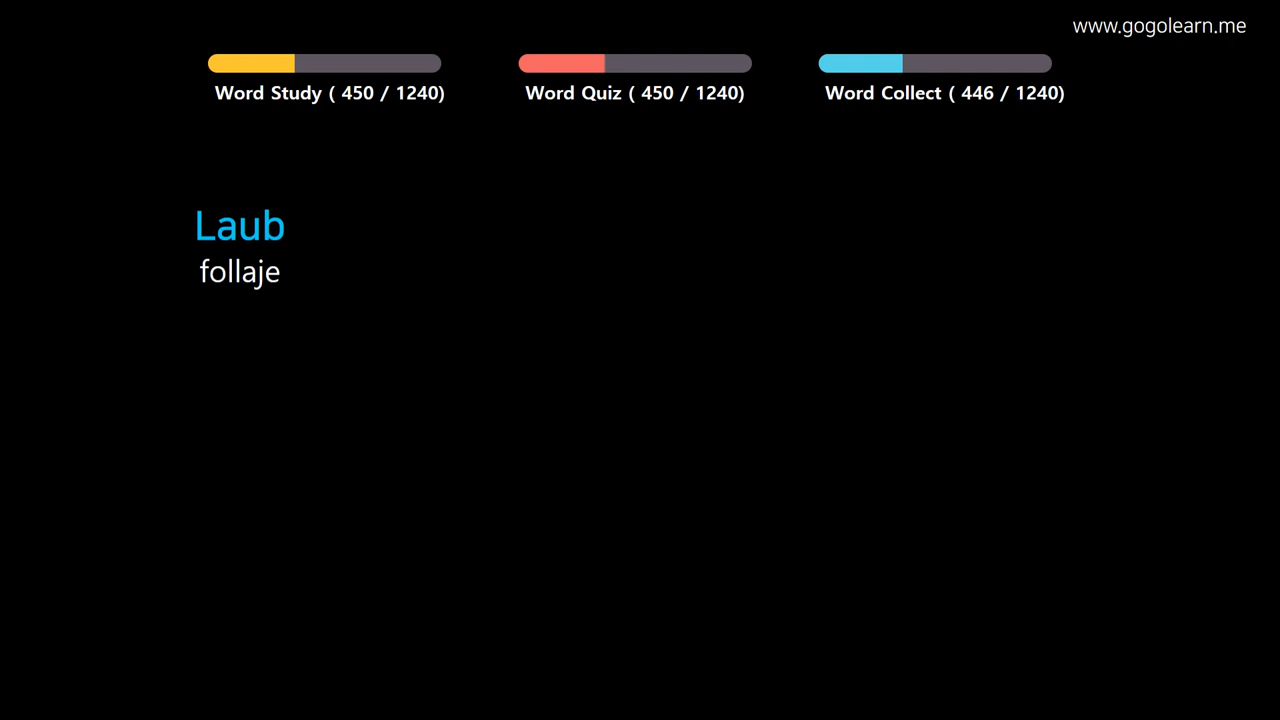 www.gogolearn.me
Word Study ( 450 / 1240)
Word Quiz ( 450 / 1240)
Word Collect ( 446 / 1240)
Laub
follaje